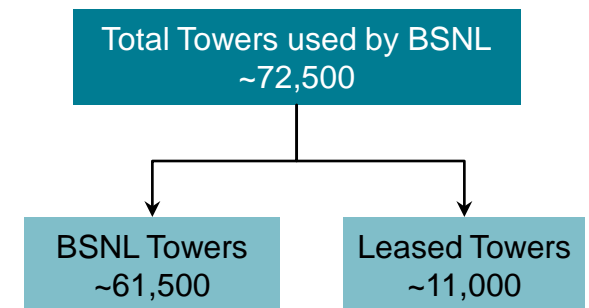 Total Towers used by BSNL
~72,500
BSNL Towers
~61,500
Leased Towers
~11,000